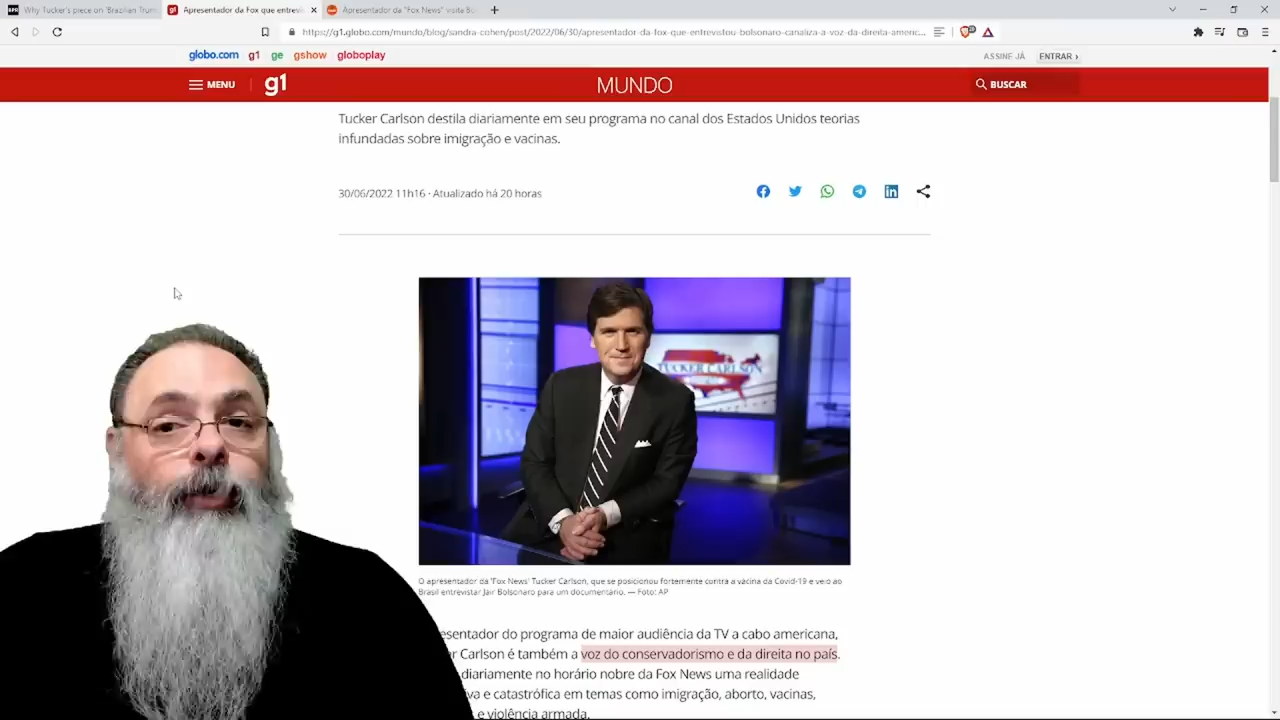 Why Tucker's piece on 'Brazilian Trum
Apresentador da Fox que entrevi
Apresentador da "Fox News" visita Bo
https://g1.globo.com/mundo/blog/sandra-cohen/post/2022/06/30/apresentador-da-fox-que-entrevistou-bolsonaro-canaliza-a-voz-da-direita-americ...
globo.com g1 ge gshow globoplay
ASSINE JÁ ENTRAR ›
MENU g1 MUNDO BUSCAR
Tucker Carlson destila diariamente em seu programa no canal dos Estados Unidos teorias
infundadas sobre imigração e vacinas.
30/06/2022 11h16 · Atualizado há 20 horas
TUCKER CARLSON
O apresentador da 'Fox News' Tucker Carlson, que se posicionou fortemente contra a vacina da Covid-19 e veio ao
Brasil entrevistar Jair Bolsonaro para um documentário. — Foto: AP
esentador do programa de maior audiência da TV a cabo americana,
r Carlson é também a voz do conservadorismo e da direita no país.
diariamente no horário nobre da Fox News uma realidade
va e catastrófica em temas como imigração, aborto, vacinas,
e violência armada.